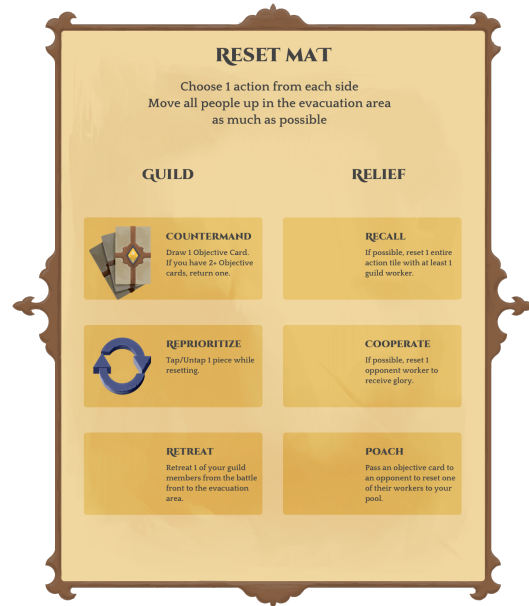 Reset Mat
Choose 1 action from each side
Move all people up in the evacuation area
as much as possible
Guild
Relief
Countermand
Draw 1 Objective Card.
If you have 2+ Objective
cards, return one.
Recall
If possible, reset 1 entire
action tile with at least 1
guild worker.
Reprioritize
Tap/Untap 1 piece while
resetting.
Cooperate
If possible, reset 1
opponent worker to
receive glory.
Retreat
Retreat 1 of your guild
members from the battle
front to the evacuation
area.
Poach
Pass an objective card to
an opponent to reset one
of their workers to your
pool.